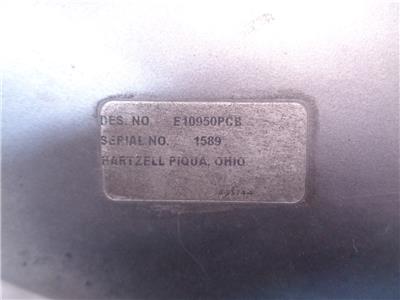 DES. NO. E10950PCB
SERIAL NO. 1589
HARTZELL PIQUA, OHIO